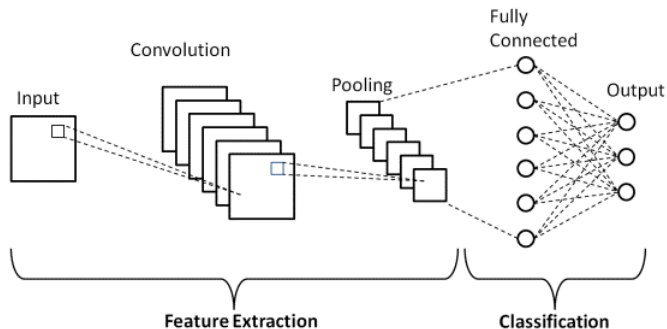 Input
Convolution
Pooling
Fully
Connected
Output
Feature Extraction
Classification